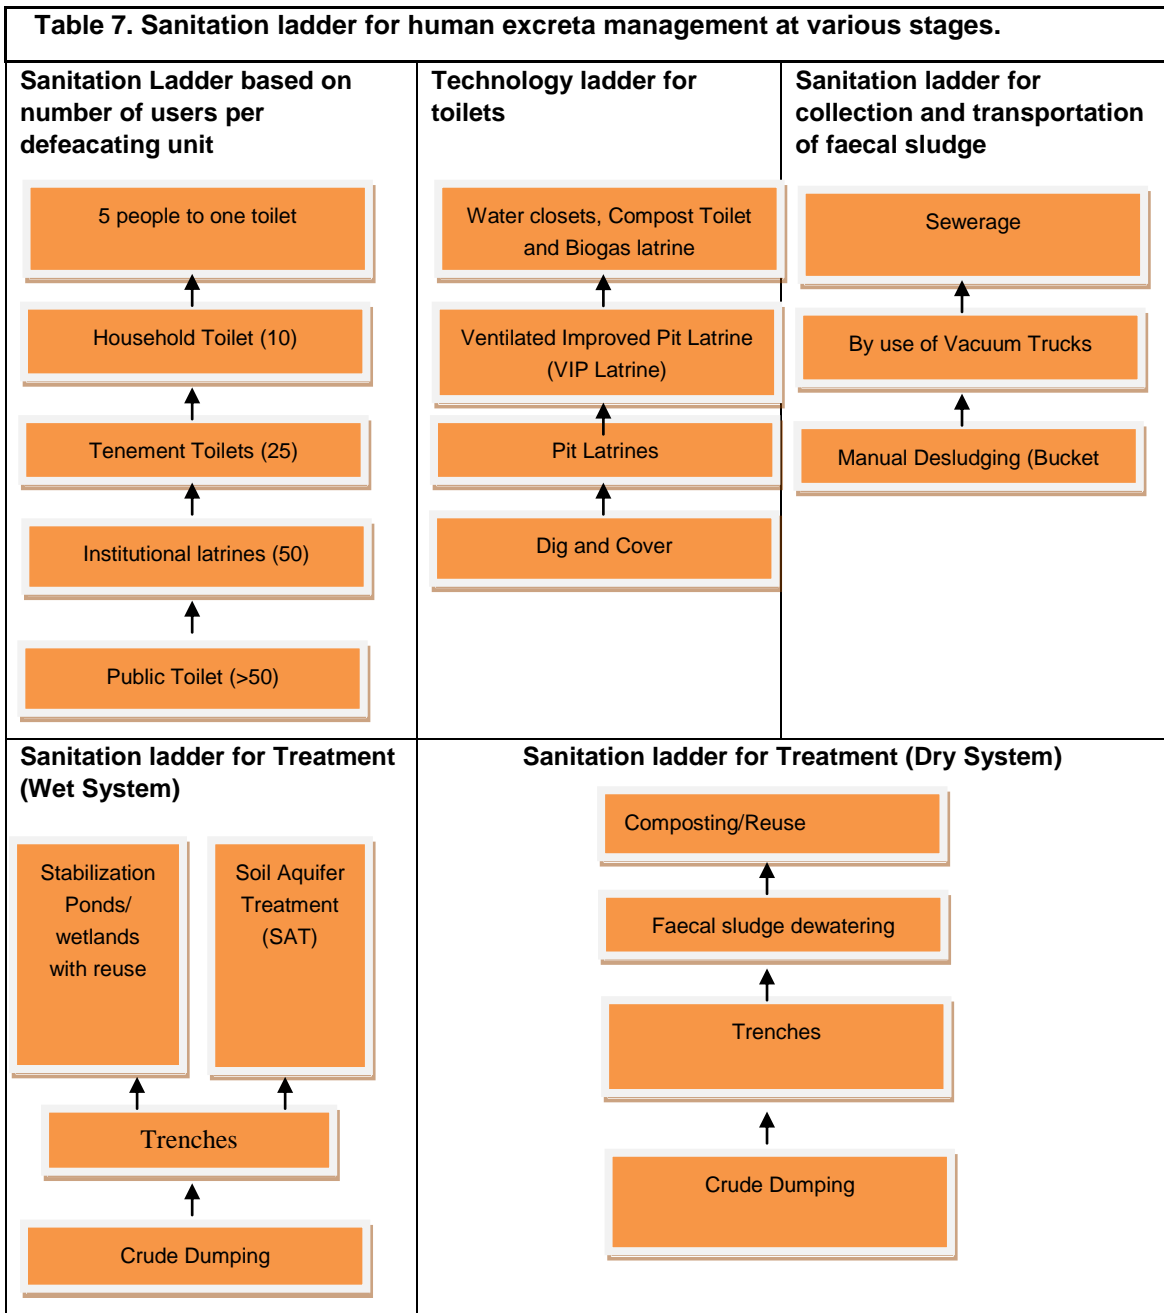 Table 7. Sanitation ladder for human excreta management at various stages.
Sanitation Ladder based on
number of users per
defeacating unit
5 people to one toilet
Household Toilet (10)
Tenement Toilets (25)
Institutional latrines (50)
Public Toilet (>50)
Technology ladder for
toilets
Water closets, Compost Toilet
and Biogas latrine
Ventilated Improved Pit Latrine
(VIP Latrine)
Pit Latrines
Dig and Cover
Sanitation ladder for
collection and transportation
of faecal sludge
Sewerage
By use of Vacuum Trucks
Manual Desludging (Bucket
Sanitation ladder for Treatment
(Wet System)
Stabilization
Ponds/
wetlands
with reuse
Soil Aquifer
Treatment
(SAT)
Trenches
Crude Dumping
Sanitation ladder for Treatment (Dry System)
Composting/Reuse
Faecal sludge dewatering
Trenches
Crude Dumping